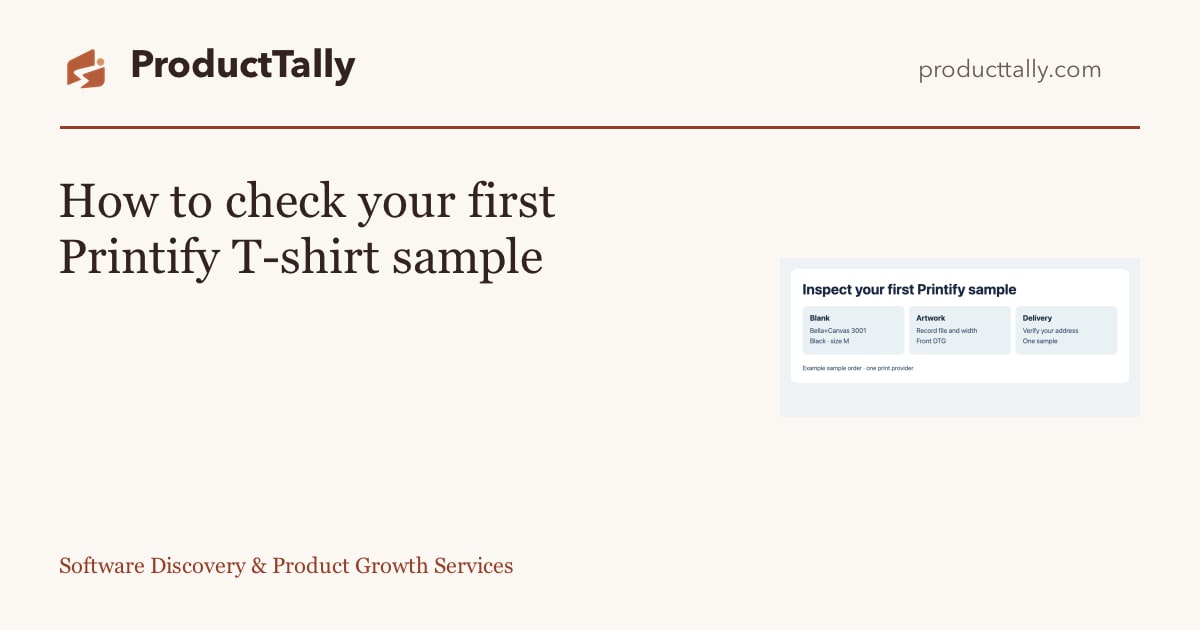 ProductTally
producttally.com
How to check your first
Printify T-shirt sample
Inspect your first Printify sample
Blank
Bella+Canvas 3001
Black · size M
Artwork
Record file and width
Front DTG
Delivery
Verify your address
One sample
Example sample order · one print provider
Software Discovery & Product Growth Services